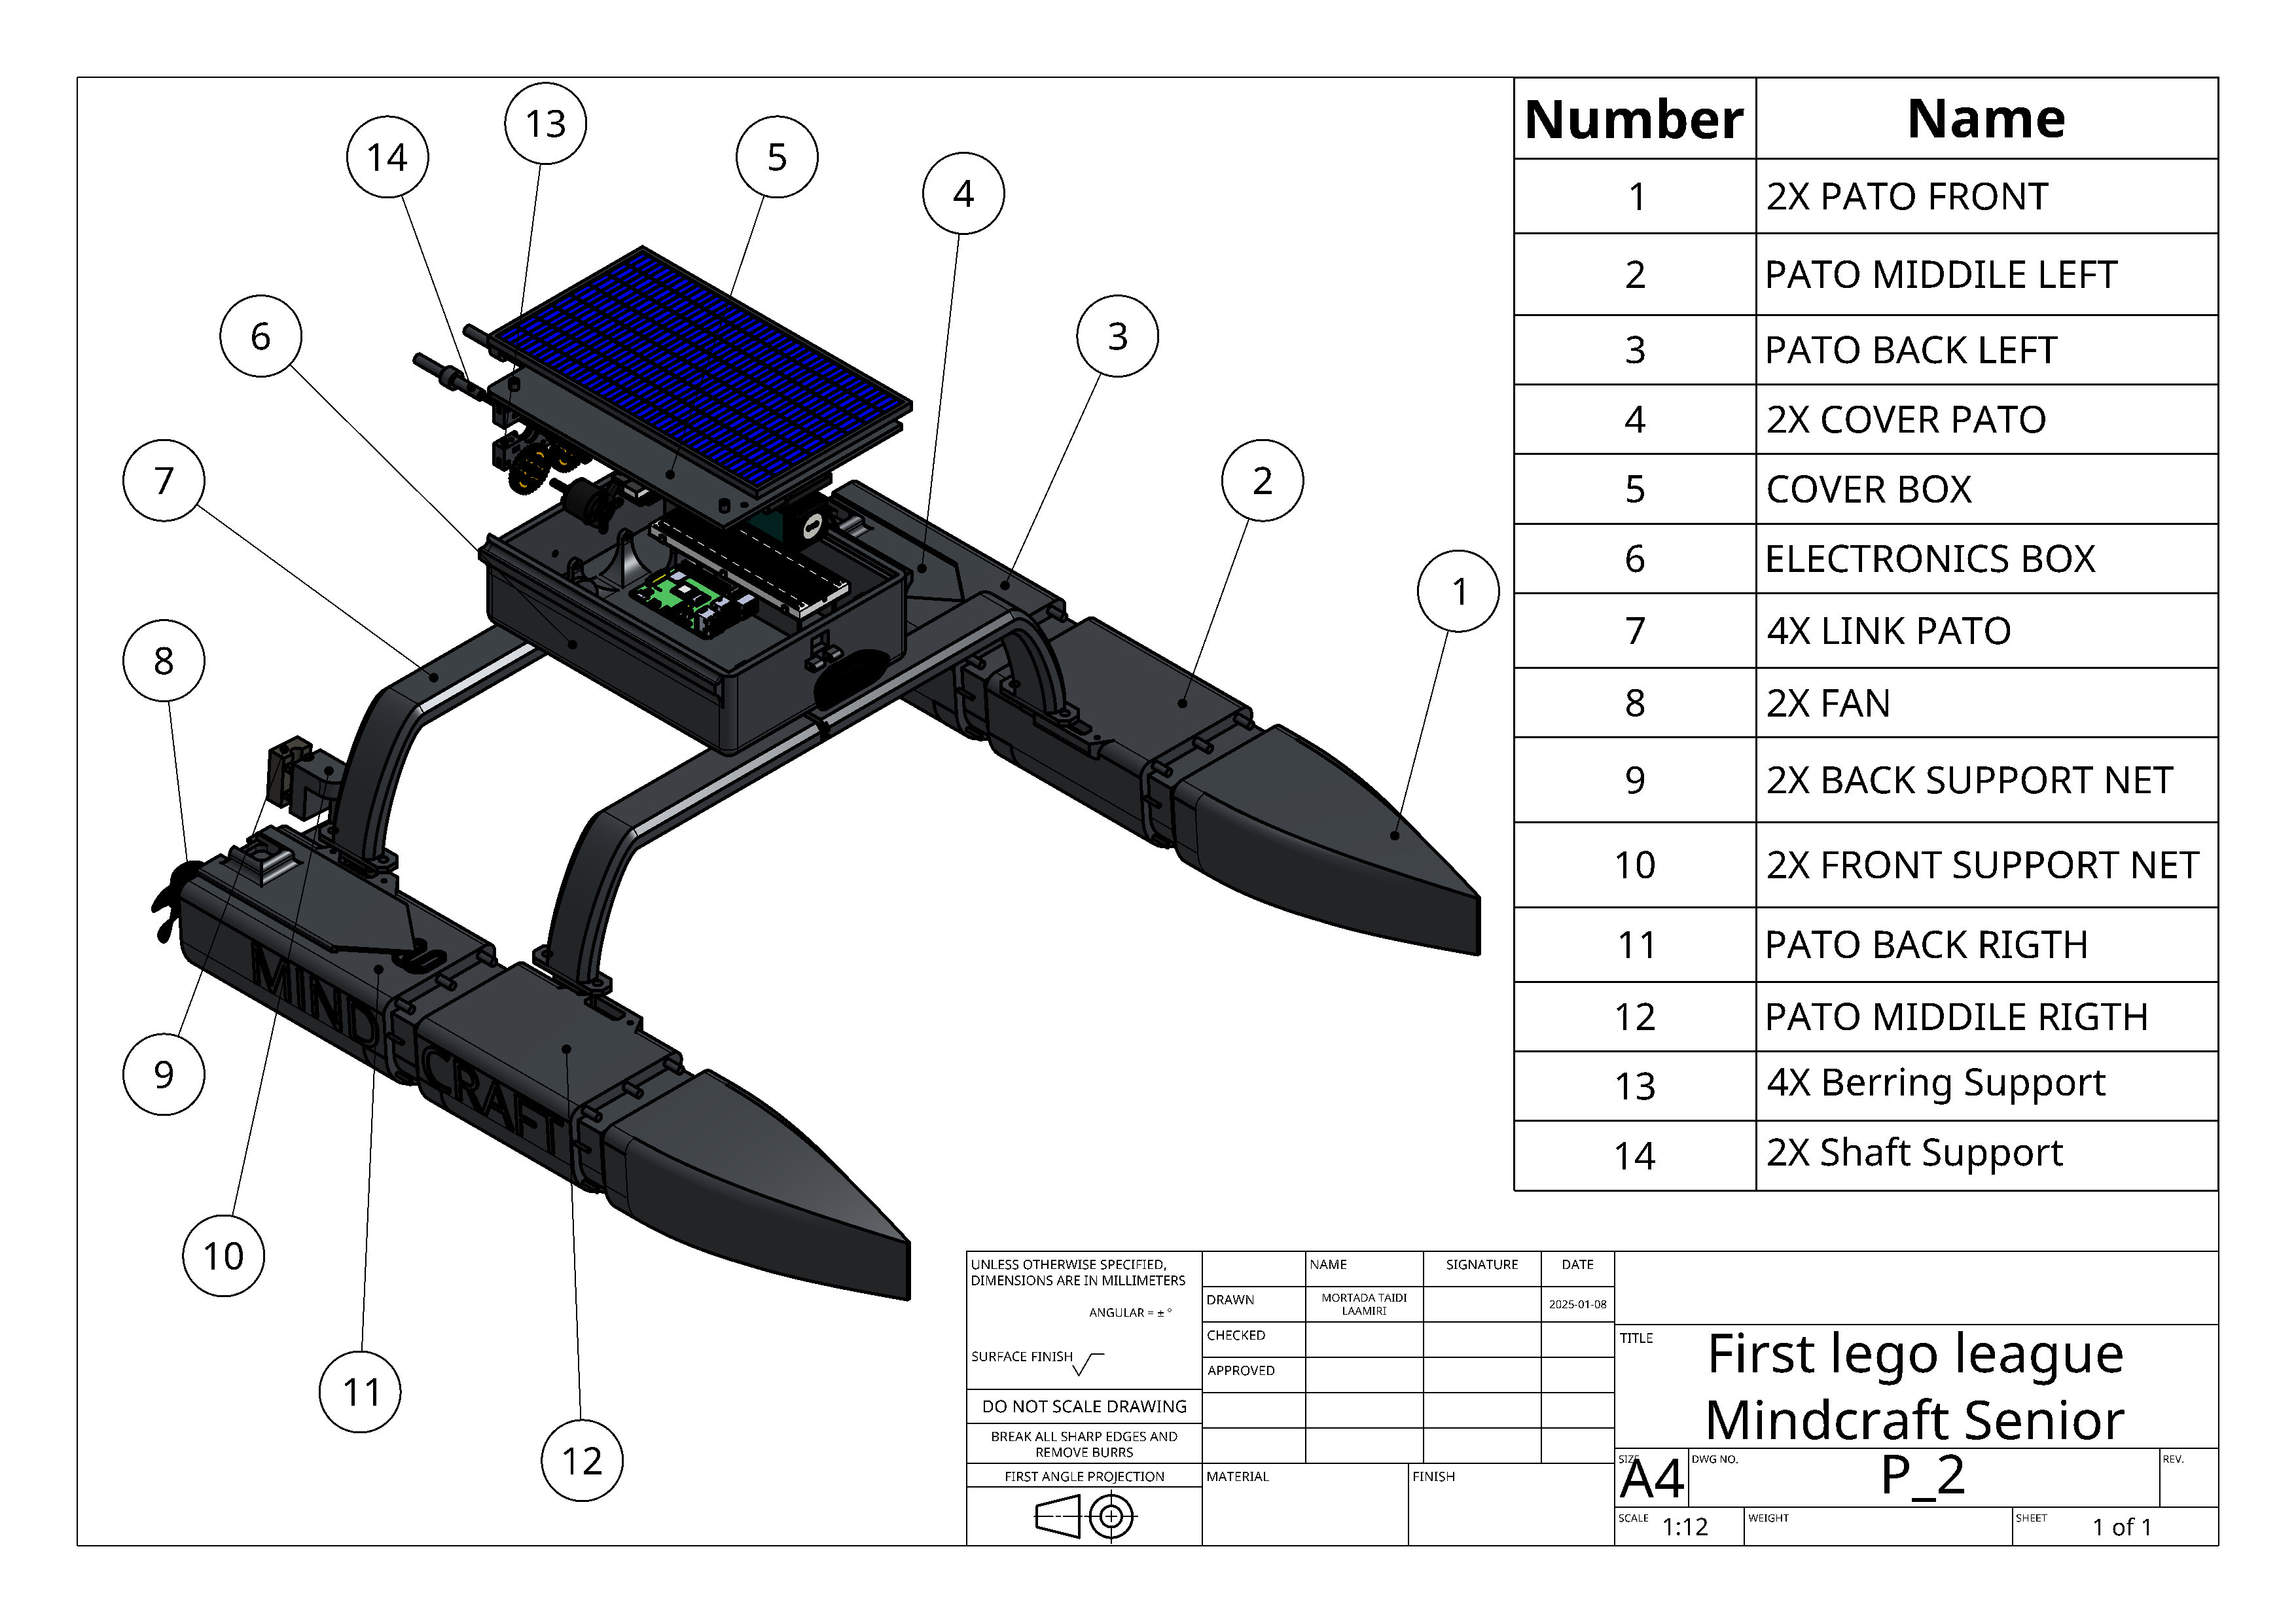 13
14
5
4
6
3
7
2
1
8
9
10
11
12
MIND
CRAFT
Number Name
1 2X PATO FRONT
2 PATO MIDDILE LEFT
3 PATO BACK LEFT
4 2X COVER PATO
5 COVER BOX
6 ELECTRONICS BOX
7 4X LINK PATO
8 2X FAN
9 2X BACK SUPPORT NET
10 2X FRONT SUPPORT NET
11 PATO BACK RIGTH
12 PATO MIDDILE RIGTH
13 4X Berring Support
14 2X Shaft Support
UNLESS OTHERWISE SPECIFIED,
DIMENSIONS ARE IN MILLIMETERS
ANGULAR = ± °
SURFACE FINISH
DO NOT SCALE DRAWING
BREAK ALL SHARP EDGES AND
REMOVE BURRS
FIRST ANGLE PROJECTION
NAME SIGNATURE DATE
DRAWN MORTADA TAIDI
LAAMIRI 2025-01-08
CHECKED
APPROVED
MATERIAL FINISH
TITLE First lego league
Mindcraft Senior
SIZE A4 DWG NO. P_2 REV.
SCALE 1:12 WEIGHT SHEET 1 of 1